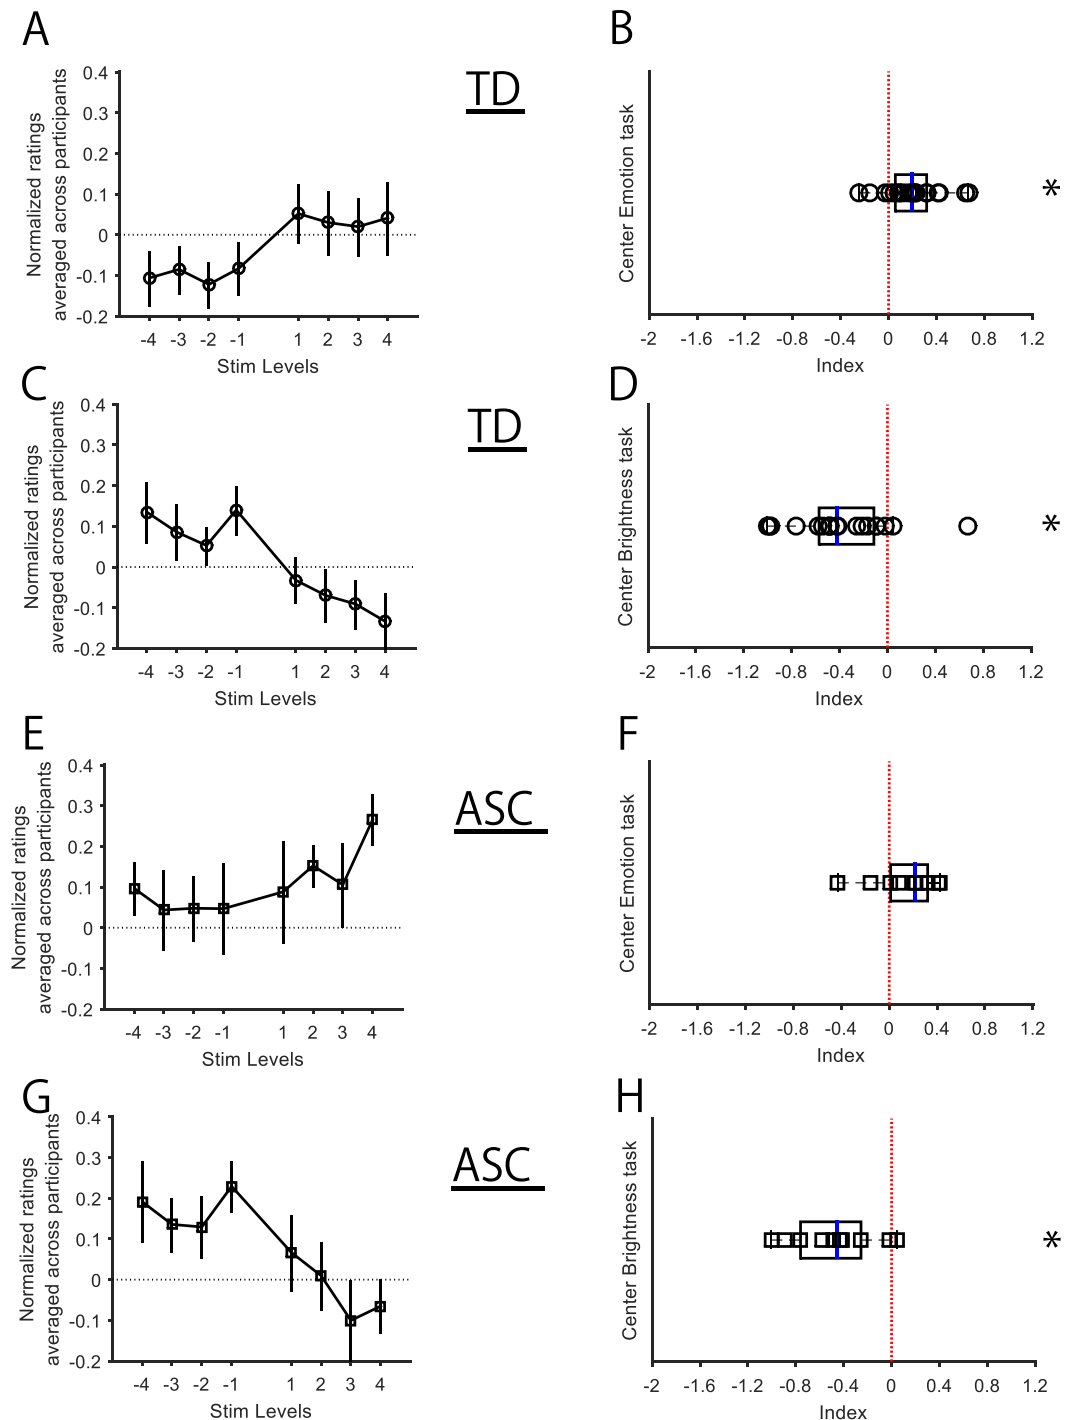 A
Normalized ratings
averaged across participants
0.4
0.3
0.2
0.1
0
-0.1
-0.2
-4 -3 -2 -1 1 2 3 4
Stim Levels
TD
B
Center Emotion task
-2 -1.6 -1.2 -0.8 -0.4 0 0.4 0.8 1.2
Index
*
C
Normalized ratings
averaged across participants
0.4
0.3
0.2
0.1
0
-0.1
-0.2
-4 -3 -2 -1 1 2 3 4
Stim Levels
TD
D
Center Brightness task
-2 -1.6 -1.2 -0.8 -0.4 0 0.4 0.8 1.2
Index
*
E
Normalized ratings
averaged across participants
0.4
0.3
0.2
0.1
0
-0.1
-0.2
-4 -3 -2 -1 1 2 3 4
Stim Levels
ASC
F
Center Emotion task
-2 -1.6 -1.2 -0.8 -0.4 0 0.4 0.8 1.2
Index
G
Normalized ratings
averaged across participants
0.4
0.3
0.2
0.1
0
-0.1
-0.2
-4 -3 -2 -1 1 2 3 4
Stim Levels
ASC
H
Center Brightness task
-2 -1.6 -1.2 -0.8 -0.4 0 0.4 0.8 1.2
Index
*